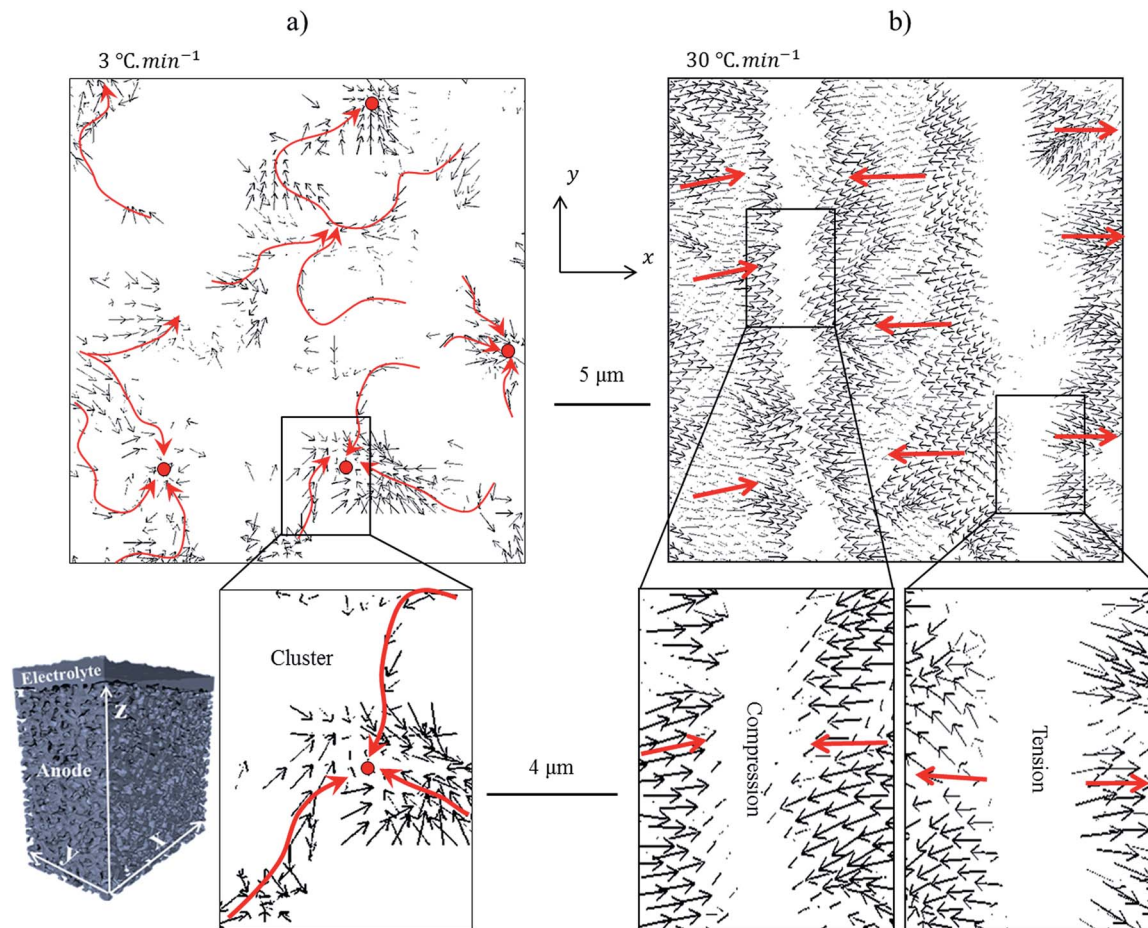 a)
b)
3 °C.min⁻¹
30 °C.min⁻¹
y
x
5 μm
Electrolyte
Z
Anode
y
x
Cluster
4 μm
Compression
Tension